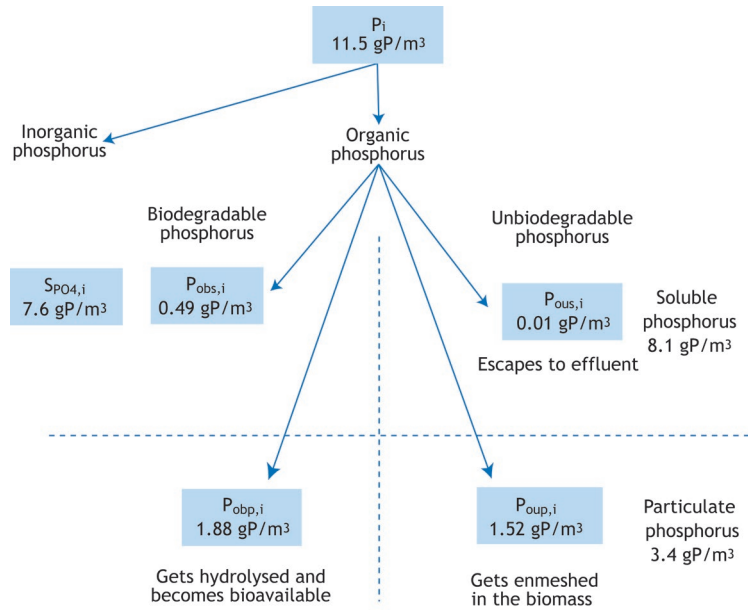 Pi
11.5 gP/m3
Inorganic
phosphorus
Organic
phosphorus
Biodegradable
phosphorus
Unbiodegradable
phosphorus
SPO4,i
7.6 gP/m3
Pobs,i
0.49 gP/m3
Pous,i
0.01 gP/m3
Soluble
phosphorus
8.1 gP/m3
Escapes to effluent
Pobp,i
1.88 gP/m3
Poup,i
1.52 gP/m3
Particulate
phosphorus
3.4 gP/m3
Gets hydrolysed and
becomes bioavailable
Gets enmeshed
in the biomass